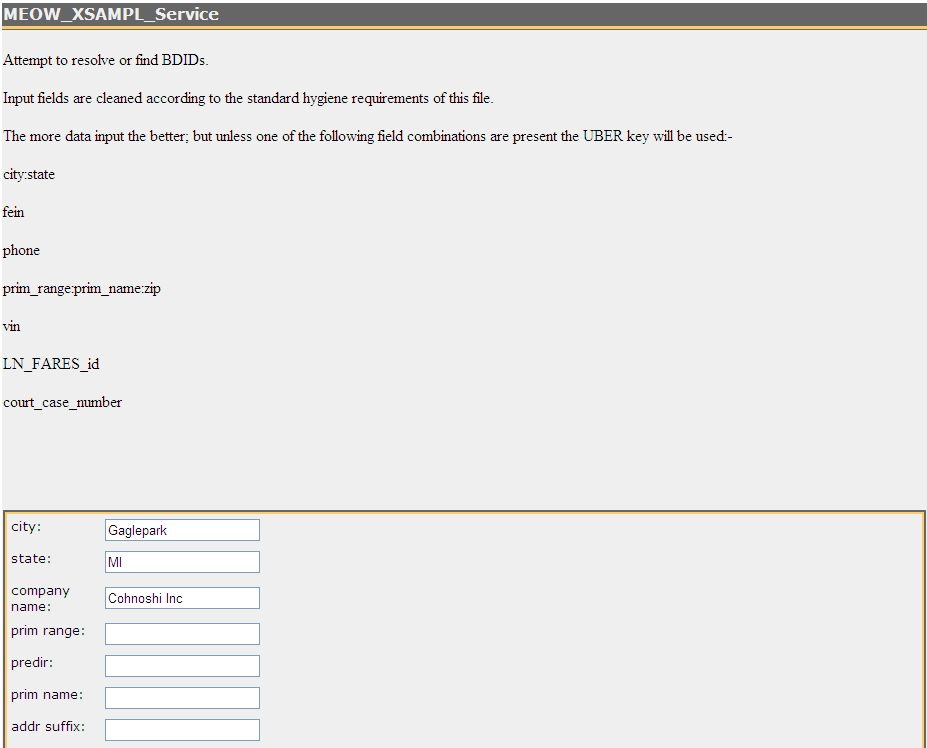 MEOW_XSAMPL_Service
Attempt to resolve or find BDIDs.
Input fields are cleaned according to the standard hygiene requirements of this file.
The more data input the better; but unless one of the following field combinations are present the UBER key will be used:-
city:state
fein
phone
prim_range:prim_name:zip
vin
LN_FARES_id
court_case_number
city: Gaglepark
state: MI
company
name: Cohnoshi Inc
prim range:
predir:
prim name:
addr suffix: